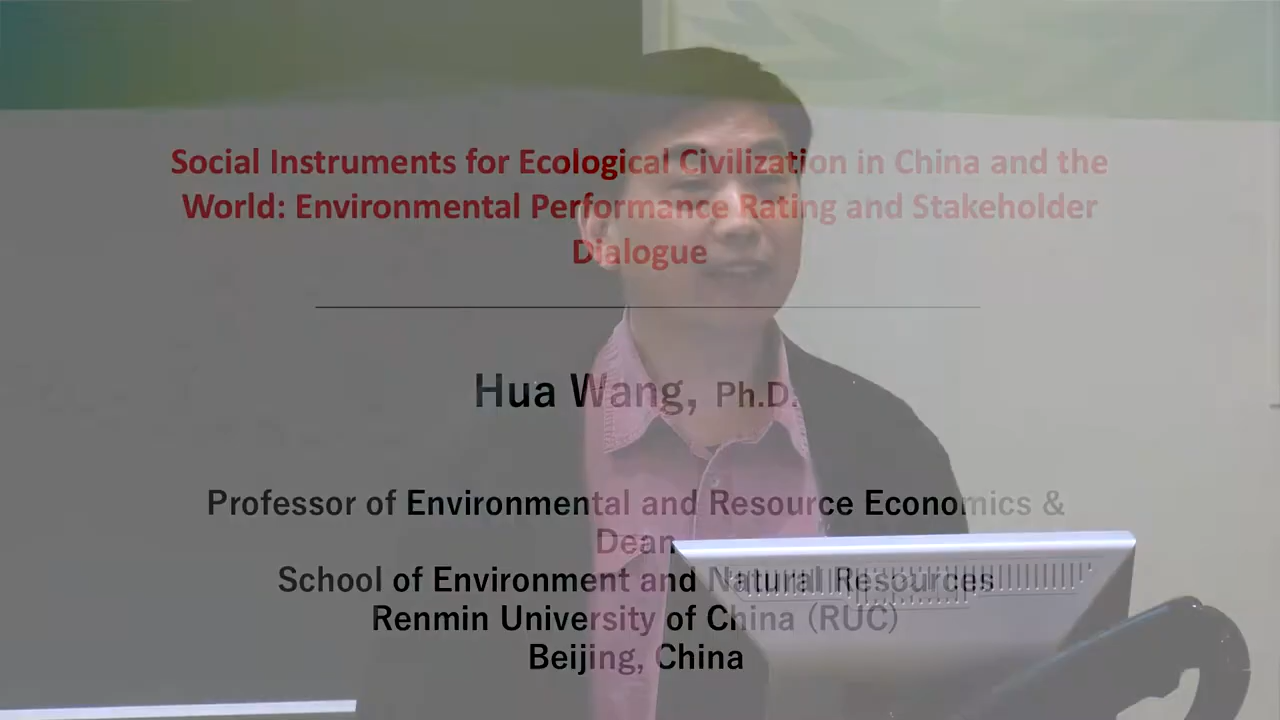 Social Instruments for Ecological Civilization in China and the
World: Environmental Performance Rating and Stakeholder
Dialogue
Hua Wang, Ph.D.
Professor of Environmental and Resource Economics &
Dean
School of Environment and Natural Resources
Renmin University of China (RUC)
Beijing, China